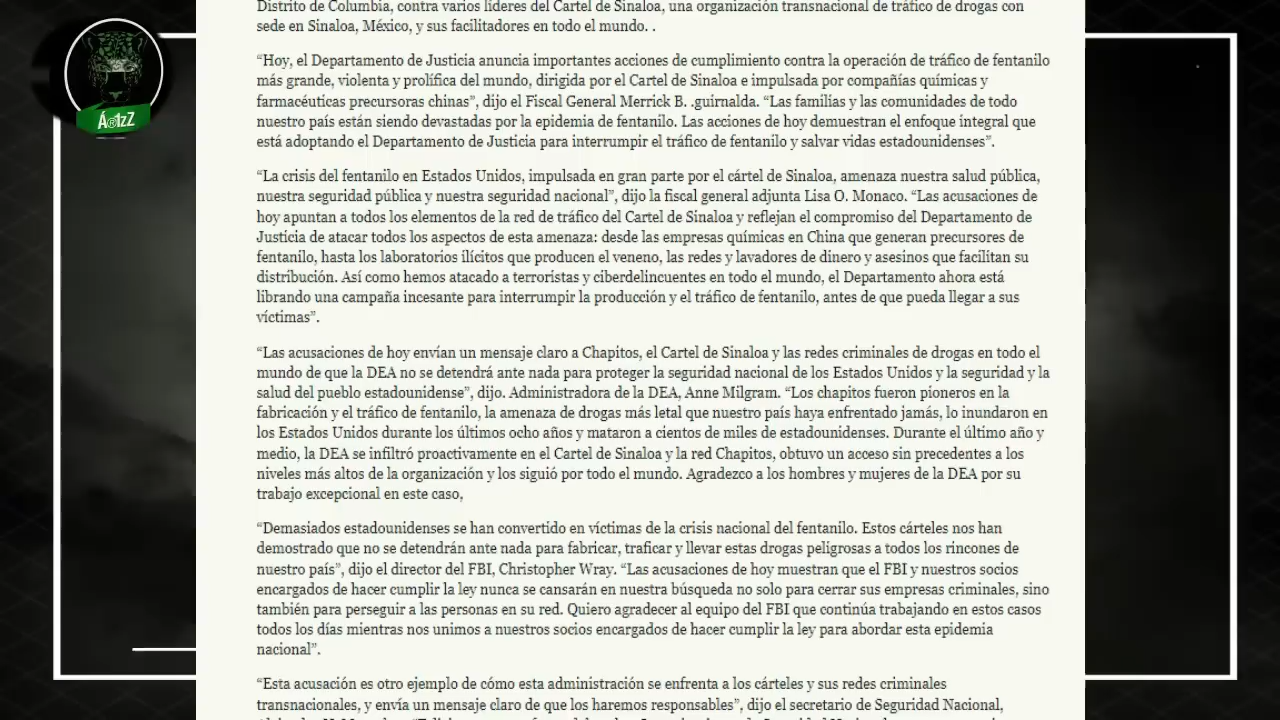 Distrito de Columbia, contra varios líderes del Cartel de Sinaloa, una organización transnacional de tráfico de drogas con
sede en Sinaloa, México, y sus facilitadores en todo el mundo. .
“Hoy, el Departamento de Justicia anuncia importantes acciones de cumplimiento contra la operación de tráfico de fentanilo
más grande, violenta y prolífica del mundo, dirigida por el Cartel de Sinaloa e impulsada por compañías químicas y
farmacéuticas precursoras chinas”, dijo el Fiscal General Merrick B. .guirnalda. “Las familias y las comunidades de todo
nuestro país están siendo devastadas por la epidemia de fentanilo. Las acciones de hoy demuestran el enfoque integral que
está adoptando el Departamento de Justicia para interrumpir el tráfico de fentanilo y salvar vidas estadounidenses”.
“La crisis del fentanilo en Estados Unidos, impulsada en gran parte por el cártel de Sinaloa, amenaza nuestra salud pública,
nuestra seguridad pública y nuestra seguridad nacional”, dijo la fiscal general adjunta Lisa O. Monaco. “Las acusaciones de
hoy apuntan a todos los elementos de la red de tráfico del Cartel de Sinaloa y reflejan el compromiso del Departamento de
Justicia de atacar todos los aspectos de esta amenaza: desde las empresas químicas en China que generan precursores de
fentanilo, hasta los laboratorios ilícitos que producen el veneno, las redes y lavadores de dinero y asesinos que facilitan su
distribución. Así como hemos atacado a terroristas y ciberdelincuentes en todo el mundo, el Departamento ahora está
librando una campaña incesante para interrumpir la producción y el tráfico de fentanilo, antes de que pueda llegar a sus
víctimas”.
“Las acusaciones de hoy envían un mensaje claro a Chapitos, el Cartel de Sinaloa y las redes criminales de drogas en todo el
mundo de que la DEA no se detendrá ante nada para proteger la seguridad nacional de los Estados Unidos y la seguridad y la
salud del pueblo estadounidense”, dijo. Administradora de la DEA, Anne Milgram. “Los chapitos fueron pioneros en la
fabricación y el tráfico de fentanilo, la amenaza de drogas más letal que nuestro país haya enfrentado jamás, lo inundaron en
los Estados Unidos durante los últimos ocho años y mataron a cientos de miles de estadounidenses. Durante el último año y
medio, la DEA se infiltró proactivamente en el Cartel de Sinaloa y la red Chapitos, obtuvo un acceso sin precedentes a los
niveles más altos de la organización y los siguió por todo el mundo. Agradezco a los hombres y mujeres de la DEA por su
trabajo excepcional en este caso,
“Demasiados estadounidenses se han convertido en víctimas de la crisis nacional del fentanilo. Estos cárteles nos han
demostrado que no se detendrán ante nada para fabricar, traficar y llevar estas drogas peligrosas a todos los rincones de
nuestro país”, dijo el director del FBI, Christopher Wray. “Las acusaciones de hoy muestran que el FBI y nuestros socios
encargados de hacer cumplir la ley nunca se cansarán en nuestra búsqueda no solo para cerrar sus empresas criminales, sino
también para perseguir a las personas en su red. Quiero agradecer al equipo del FBI que continúa trabajando en estos casos
todos los días mientras nos unimos a nuestros socios encargados de hacer cumplir la ley para abordar esta epidemia
nacional”.
“Esta acusación es otro ejemplo de cómo esta administración se enfrenta a los cárteles y sus redes criminales
transnacionales, y envía un mensaje claro de que los haremos responsables”, dijo el secretario de Seguridad Nacional,
Á®1zZ